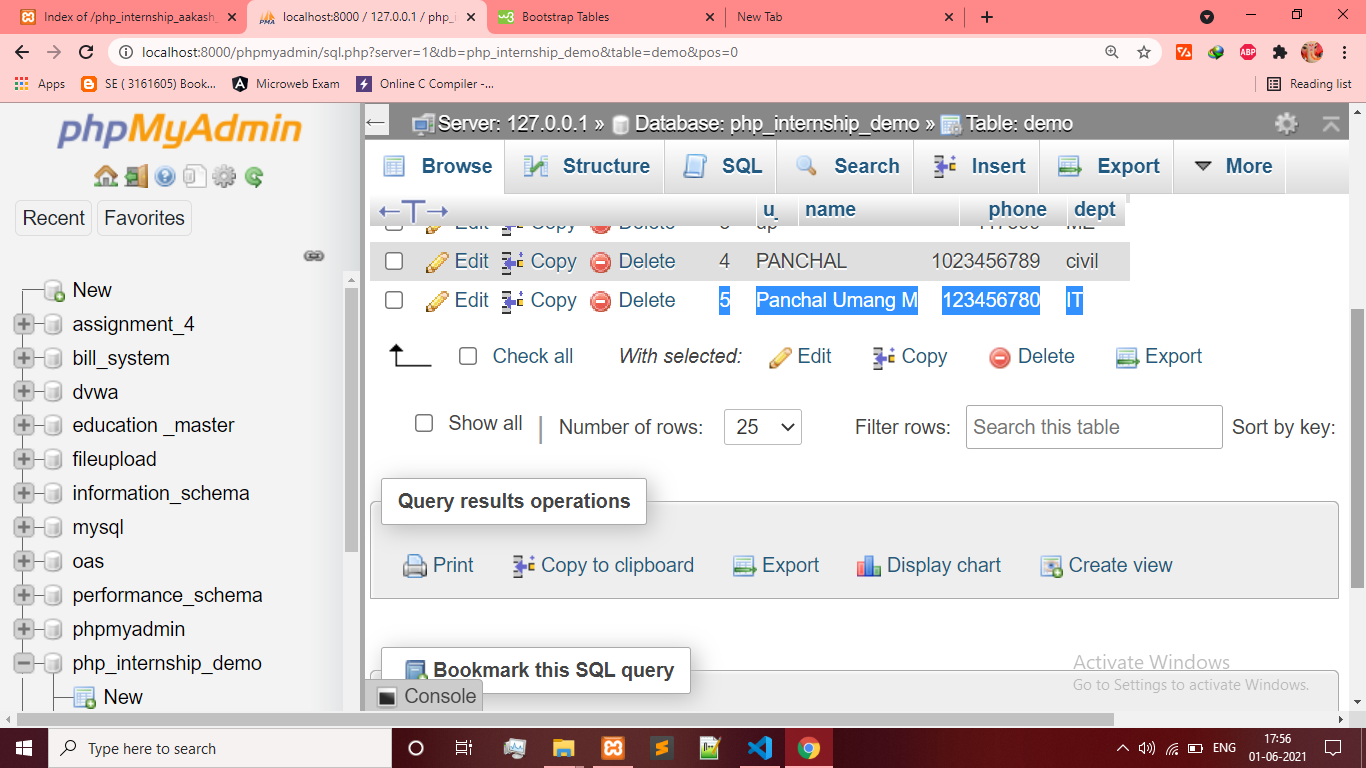 Index of /php_internship_aakash_
localhost:8000 / 127.0.0.1 / php_i
Bootstrap Tables
New Tab
localhost:8000/phpmyadmin/sql.php?server=1&db=php_internship_demo&table=demo&pos=0
Apps
SE ( 3161605) Book...
Microweb Exam
Online C Compiler -...
Reading list
phpMyAdmin
Recent
Favorites
New
assignment_4
bill_system
dvwa
education _master
fileupload
information_schema
mysql
oas
performance_schema
phpmyadmin
php_internship_demo
New
Server: 127.0.0.1 » Database: php_internship_demo » Table: demo
Browse Structure SQL Search Insert Export More
u_ name phone dept
Edit Copy Delete
Edit Copy Delete 4 PANCHAL 1023456789 civil
Edit Copy Delete 5 Panchal Umang M 123456780 IT
Check all With selected: Edit Copy Delete Export
Show all Number of rows: 25 Filter rows: Search this table Sort by key:
Query results operations
Print Copy to clipboard Export Display chart Create view
Bookmark this SQL query
Console
Activate Windows
Go to Settings to activate Windows.
Type here to search
ENG
17:56
01-06-2021